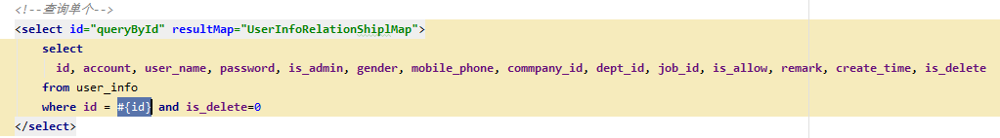 <!--查询单个-->
<select id="queryById" resultMap="UserInfoRelationShiplMap">
select
id, account, user_name, password, is_admin, gender, mobile_phone, commpany_id, dept_id, job_id, is_allow, remark, create_time, is_delete
from user_info
where id = #{id} and is_delete=0
</select>